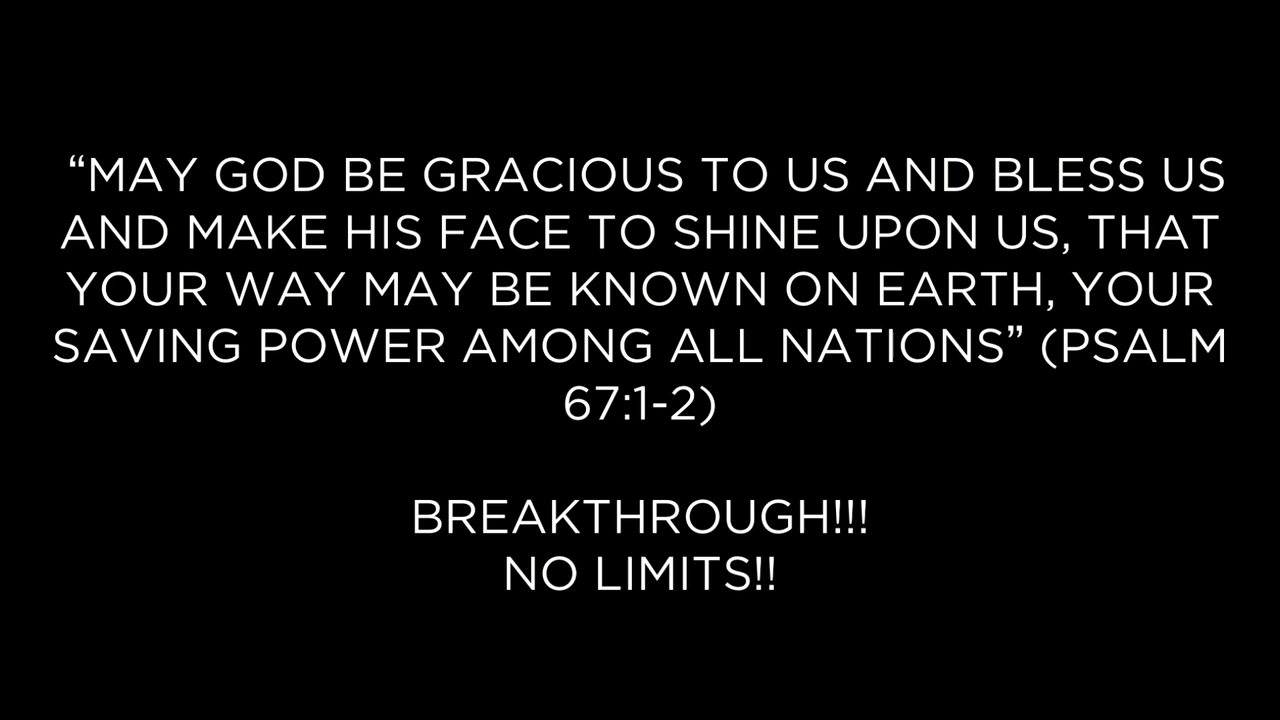 “MAY GOD BE GRACIOUS TO US AND BLESS US
AND MAKE HIS FACE TO SHINE UPON US, THAT
YOUR WAY MAY BE KNOWN ON EARTH, YOUR
SAVING POWER AMONG ALL NATIONS” (PSALM
67:1-2)
BREAKTHROUGH!!!
NO LIMITS!!